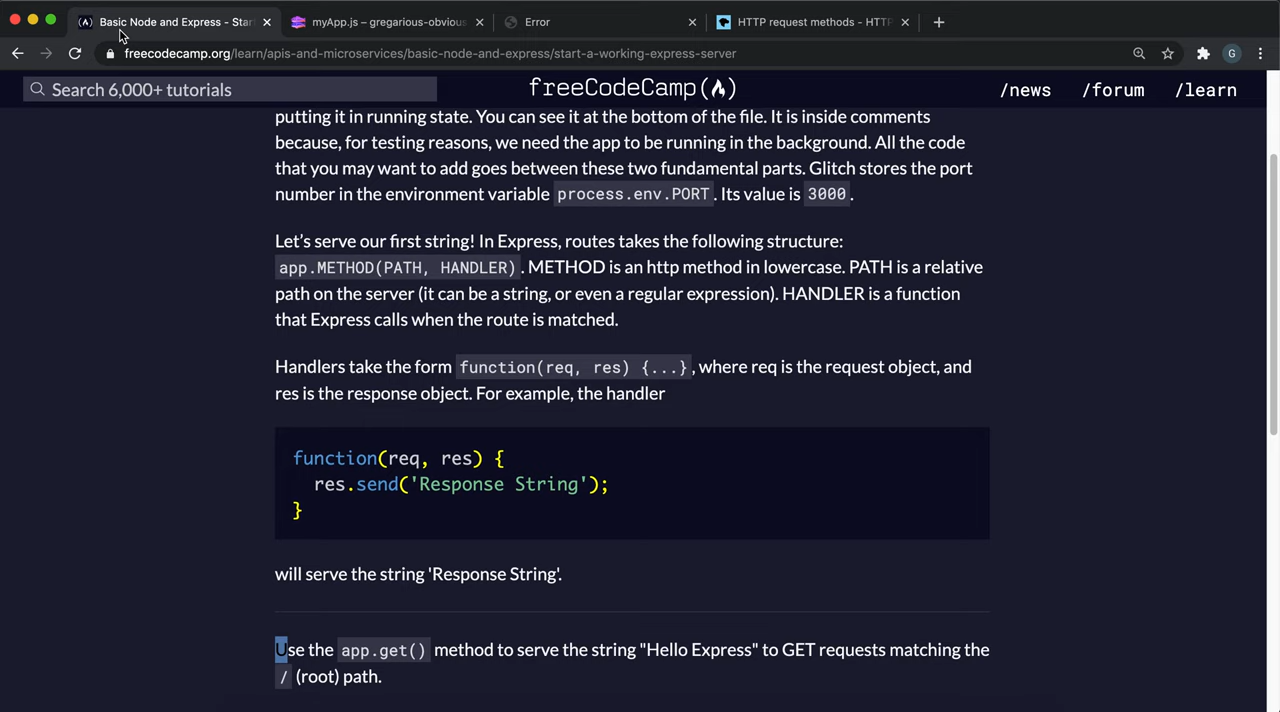 Basic Node and Express - Star
myApp.js – gregarious-obvious
Error
HTTP request methods - HTTP
freecodecamp.org/learn/apis-and-microservices/basic-node-and-express/start-a-working-express-server
G
Search 6,000+ tutorials
freeCodeCamp
/news
/forum
/learn
putting it in running state. You can see it at the bottom of the file. It is inside comments
because, for testing reasons, we need the app to be running in the background. All the code
that you may want to add goes between these two fundamental parts. Glitch stores the port
number in the environment variable process.env.PORT. Its value is 3000.
Let’s serve our first string! In Express, routes takes the following structure:
app.METHOD(PATH, HANDLER). METHOD is an http method in lowercase. PATH is a relative
path on the server (it can be a string, or even a regular expression). HANDLER is a function
that Express calls when the route is matched.
Handlers take the form function(req, res) {...}, where req is the request object, and
res is the response object. For example, the handler
function(req, res) {
res.send('Response String');
}
will serve the string 'Response String'.
Use the app.get() method to serve the string "Hello Express" to GET requests matching the
/ (root) path.